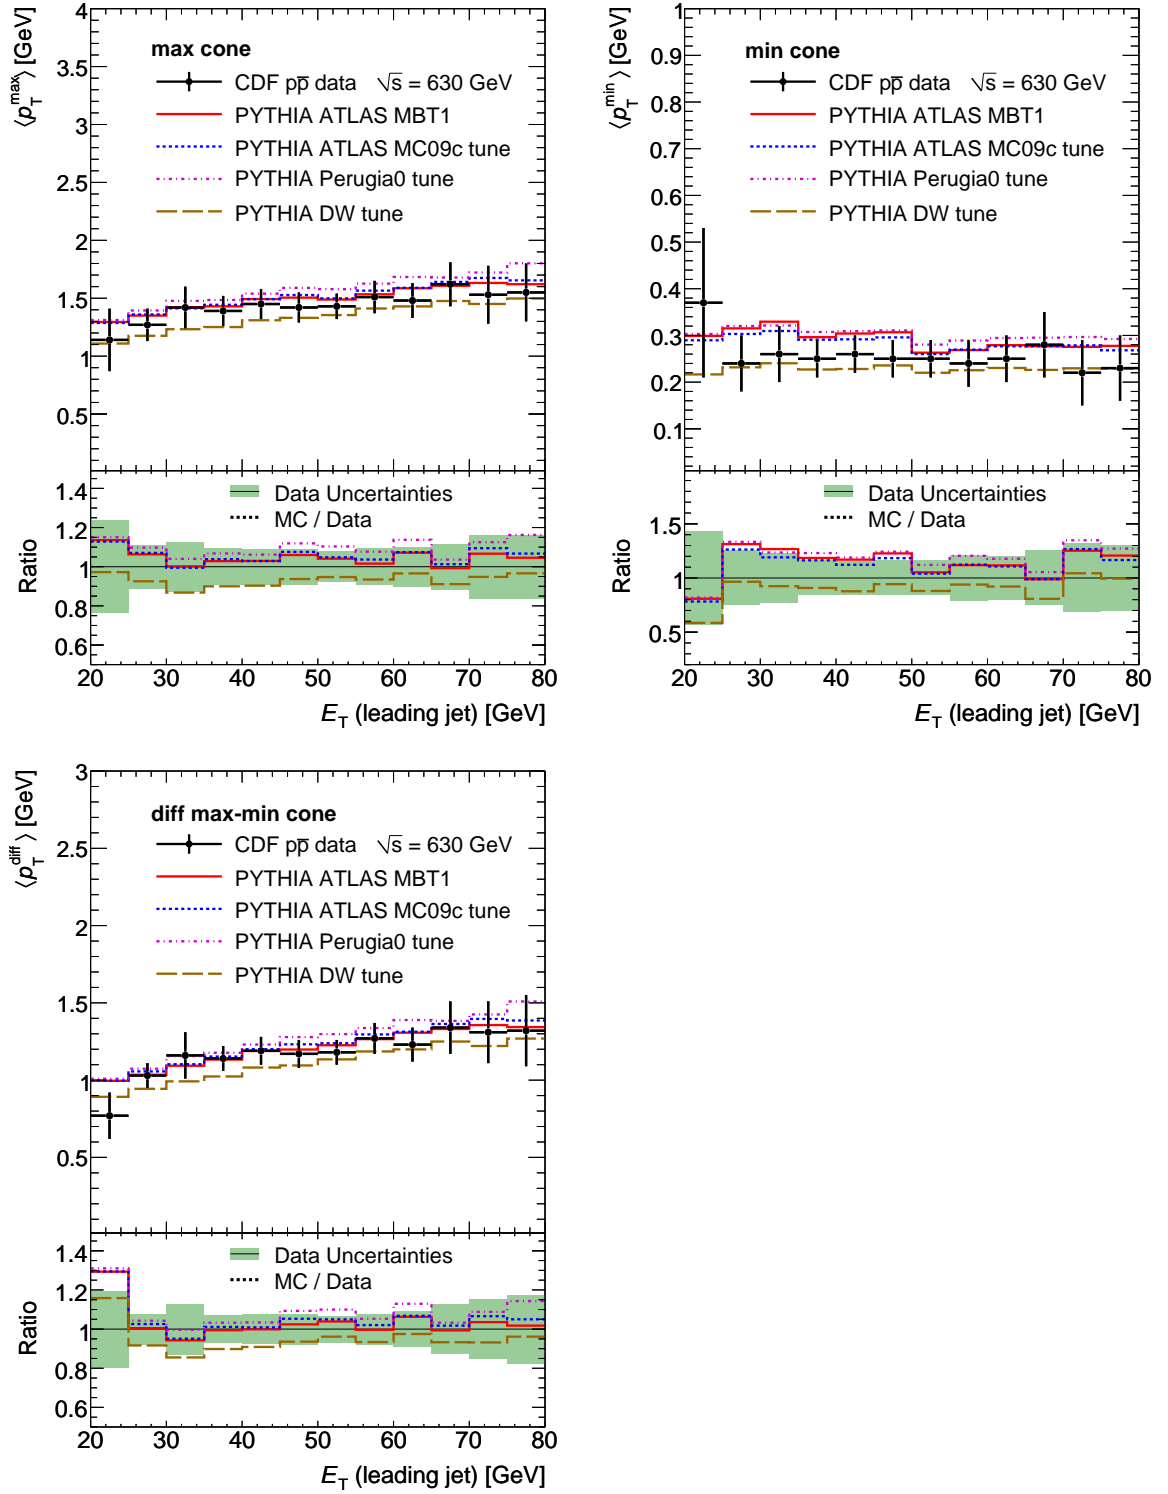 ⟨p_T^max⟩ [GeV]
4
3.5
3
2.5
2
1.5
1
0.5
max cone
CDF pp̅ data √s = 630 GeV
PYTHIA ATLAS MBT1
PYTHIA ATLAS MC09c tune
PYTHIA Perugia0 tune
PYTHIA DW tune
Ratio
1.4
1.2
1
0.8
0.6
Data Uncertainties
MC / Data
20 30 40 50 60 70 80
E_T (leading jet) [GeV]
⟨p_T^min⟩ [GeV]
1
0.9
0.8
0.7
0.6
0.5
0.4
0.3
0.2
0.1
min cone
CDF pp̅ data √s = 630 GeV
PYTHIA ATLAS MBT1
PYTHIA ATLAS MC09c tune
PYTHIA Perugia0 tune
PYTHIA DW tune
Ratio
1.5
1
0.5
Data Uncertainties
MC / Data
20 30 40 50 60 70 80
E_T (leading jet) [GeV]
⟨p_T^diff⟩ [GeV]
3
2.5
2
1.5
1
0.5
diff max-min cone
CDF pp̅ data √s = 630 GeV
PYTHIA ATLAS MBT1
PYTHIA ATLAS MC09c tune
PYTHIA Perugia0 tune
PYTHIA DW tune
Ratio
1.4
1.2
1
0.8
0.6
Data Uncertainties
MC / Data
20 30 40 50 60 70 80
E_T (leading jet) [GeV]